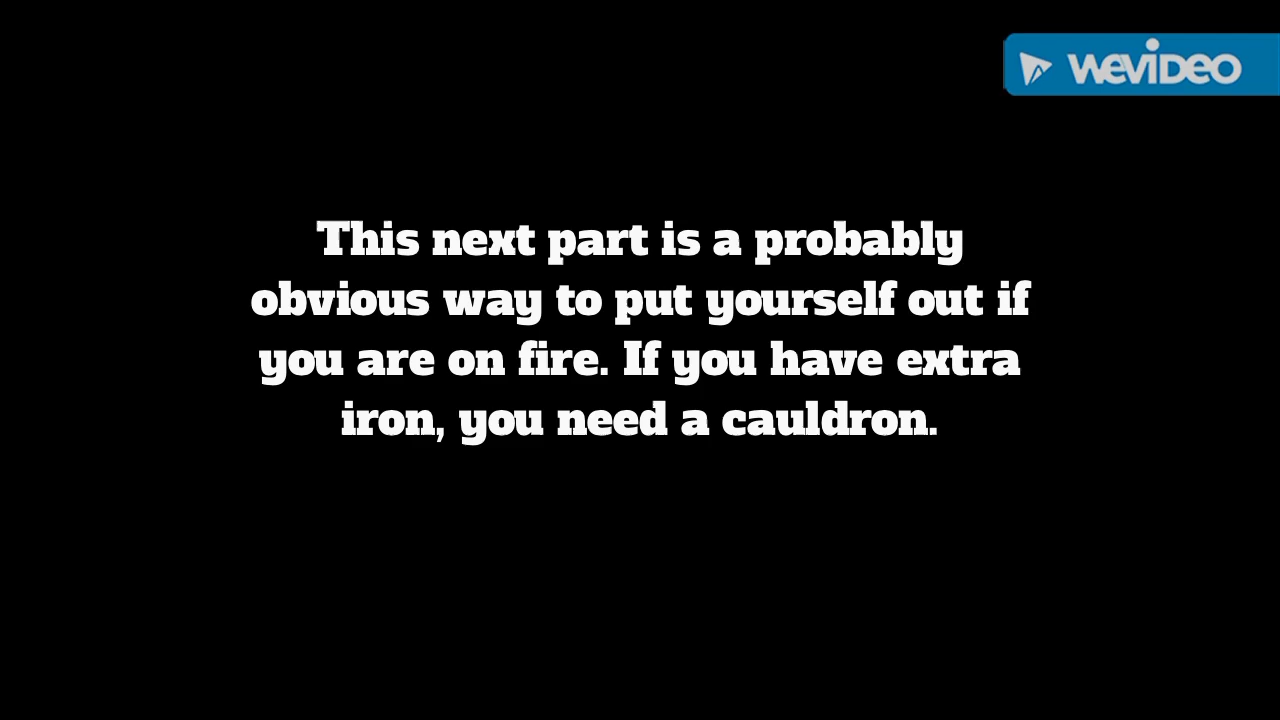 WEVIDEO
This next part is a probably
obvious way to put yourself out if
you are on fire. If you have extra
iron, you need a cauldron.